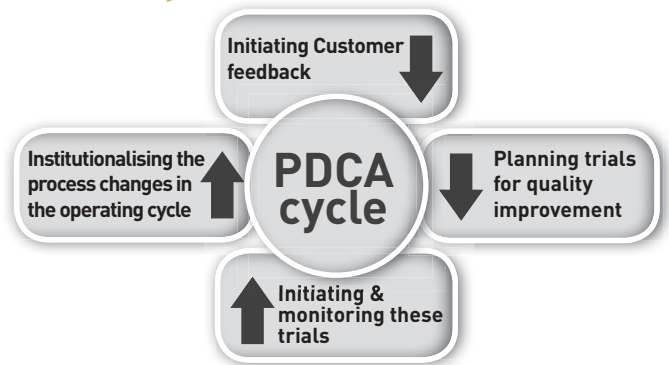 Initiating Customer
feedback
Institutionalising the
process changes in
the operating cycle
PDCA
cycle
Planning trials
for quality
improvement
Initiating &
monitoring these
trials